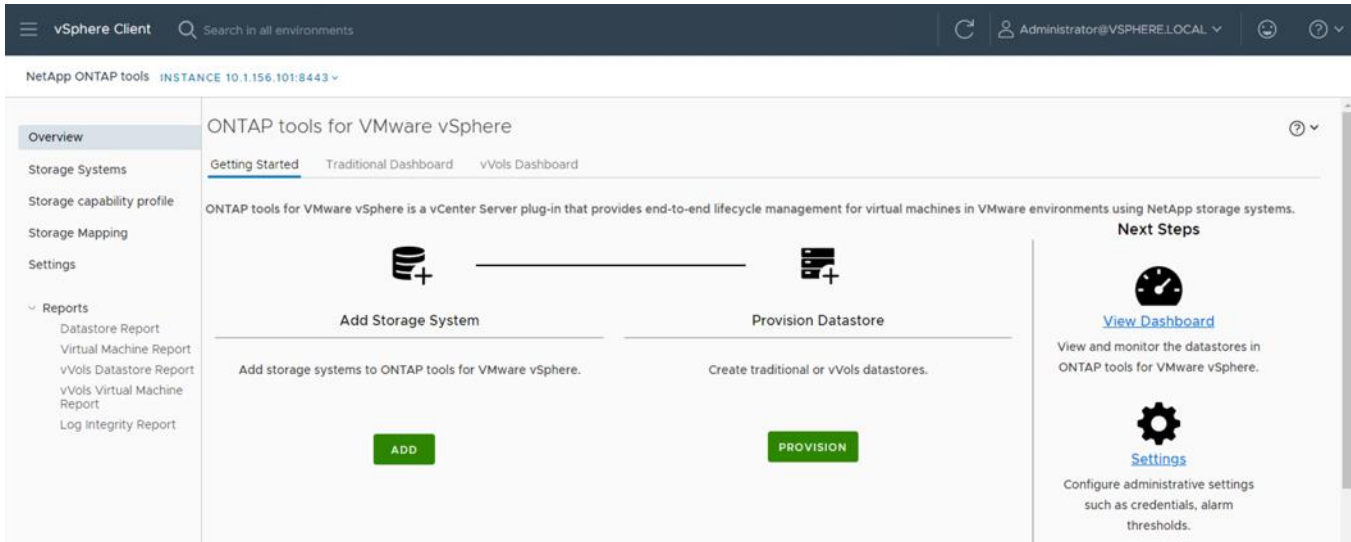 vSphere Client
Search in all environments
Administrator@VSPHERE.LOCAL
NetApp ONTAP tools INSTANCE 10.1.156.101:8443
Overview
Storage Systems
Storage capability profile
Storage Mapping
Settings
Reports
Datastore Report
Virtual Machine Report
vVols Datastore Report
vVols Virtual Machine
Report
Log Integrity Report
ONTAP tools for VMware vSphere
Getting Started Traditional Dashboard vVols Dashboard
ONTAP tools for VMware vSphere is a vCenter Server plug-in that provides end-to-end lifecycle management for virtual machines in VMware environments using NetApp storage systems.
Add Storage System
Add storage systems to ONTAP tools for VMware vSphere.
ADD
Provision Datastore
Create traditional or vVols datastores.
PROVISION
Next Steps
View Dashboard
View and monitor the datastores in
ONTAP tools for VMware vSphere.
Settings
Configure administrative settings
such as credentials, alarm
thresholds.